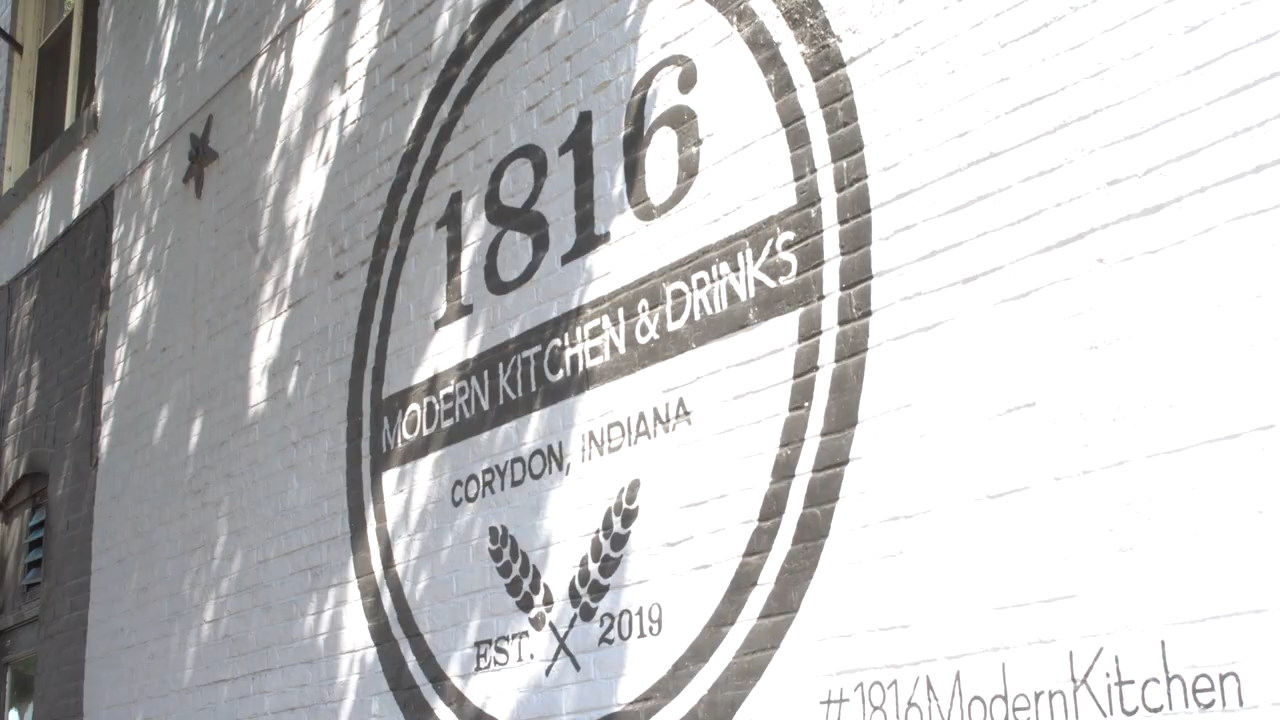 1816
MODERN KITCHEN & DRINKS
CORYDON, INDIANA
EST. 2019
#1816ModernKitchen